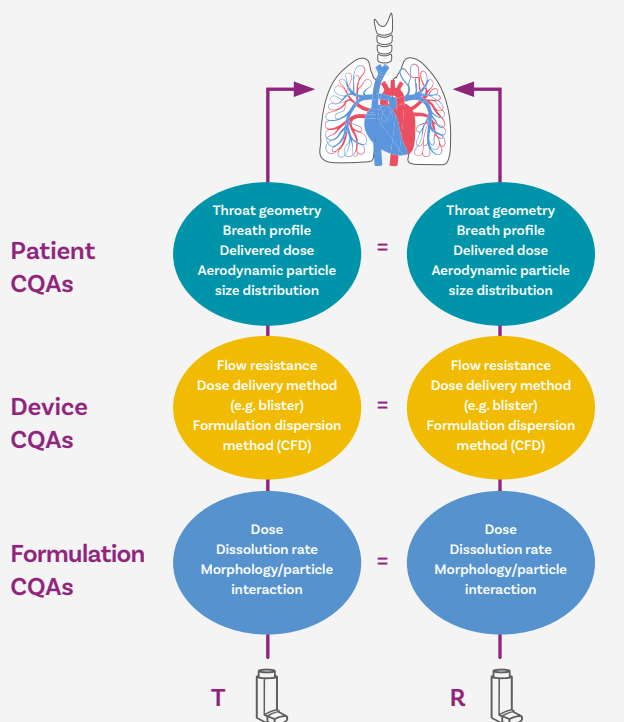 Patient
CQAs
Throat geometry
Breath profile
Delivered dose
Aerodynamic particle
size distribution
=
Throat geometry
Breath profile
Delivered dose
Aerodynamic particle
size distribution
Device
CQAs
Flow resistance
Dose delivery method
(e.g. blister)
Formulation dispersion
method (CFD)
=
Flow resistance
Dose delivery method
(e.g. blister)
Formulation dispersion
method (CFD)
Formulation
CQAs
Dose
Dissolution rate
Morphology/particle
interaction
=
Dose
Dissolution rate
Morphology/particle
interaction
T
R